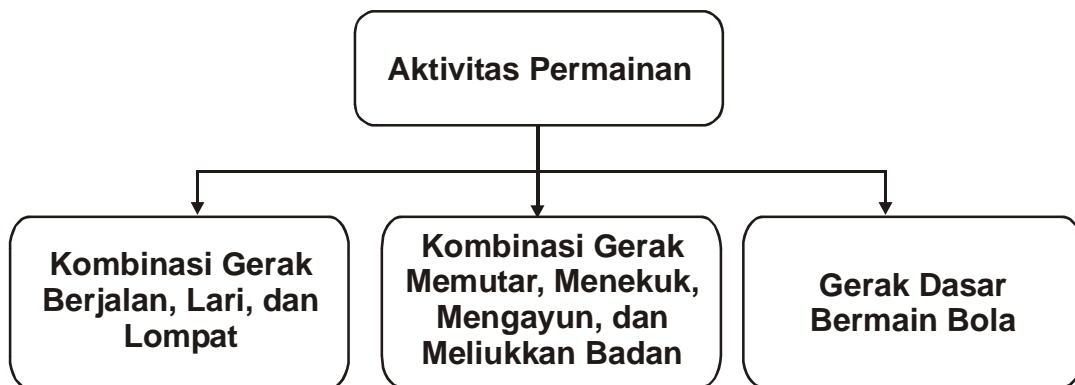 Aktivitas Permainan
Kombinasi Gerak
Berjalan, Lari, dan
Lompat
Kombinasi Gerak
Memutar, Menekuk,
Mengayun, dan
Meliukkan Badan
Gerak Dasar
Bermain Bola